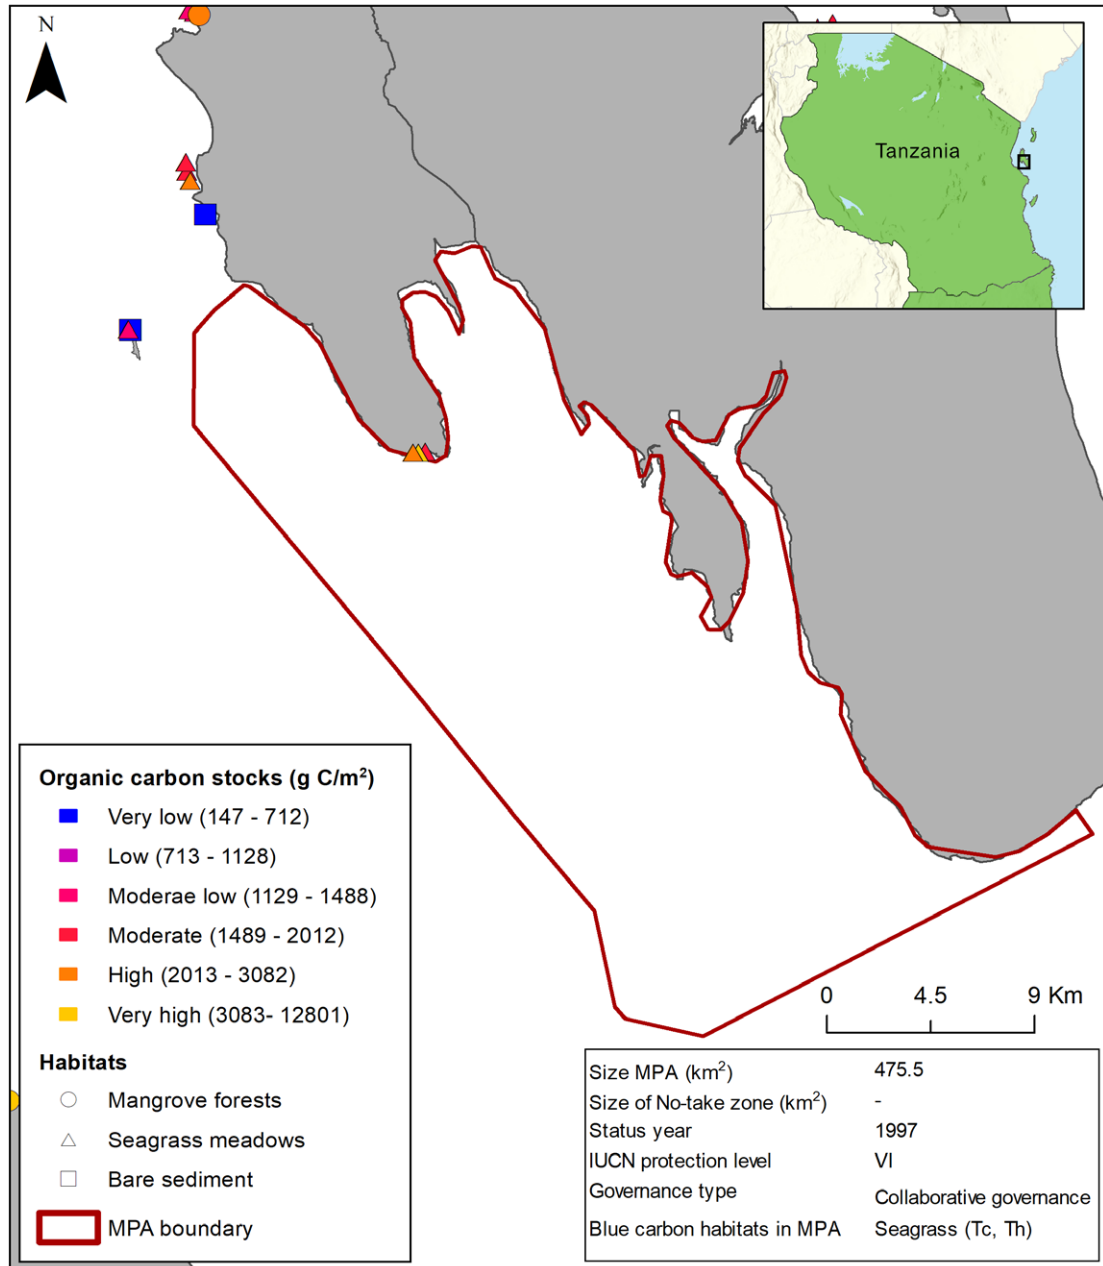 N
Tanzania
Organic carbon stocks (g C/m²)
Very low (147 - 712)
Low (713 - 1128)
Moderae low (1129 - 1488)
Moderate (1489 - 2012)
High (2013 - 3082)
Very high (3083- 12801)
Habitats
Mangrove forests
Seagrass meadows
Bare sediment
MPA boundary
0 4.5 9 Km
Size MPA (km²) 475.5
Size of No-take zone (km²) -
Status year 1997
IUCN protection level VI
Governance type Collaborative governance
Blue carbon habitats in MPA Seagrass (Tc, Th)